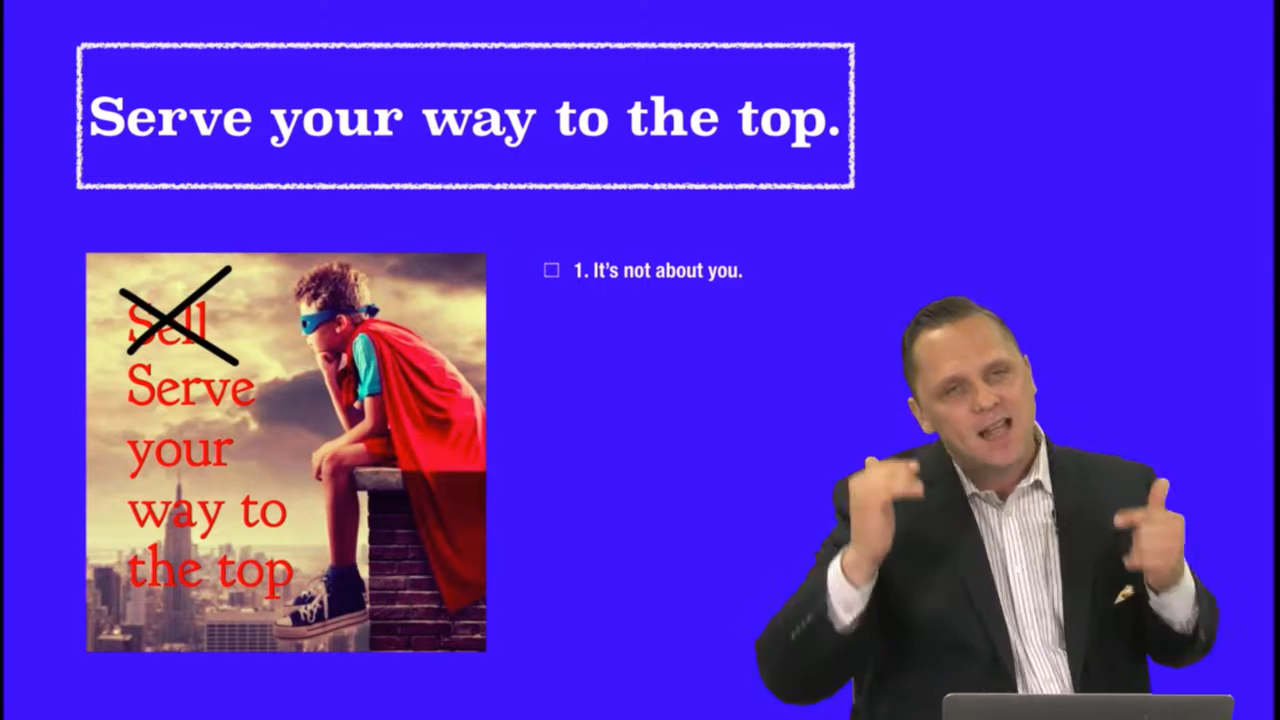 Serve your way to the top.
1. It's not about you.
Sell
Serve
your
way to
the top